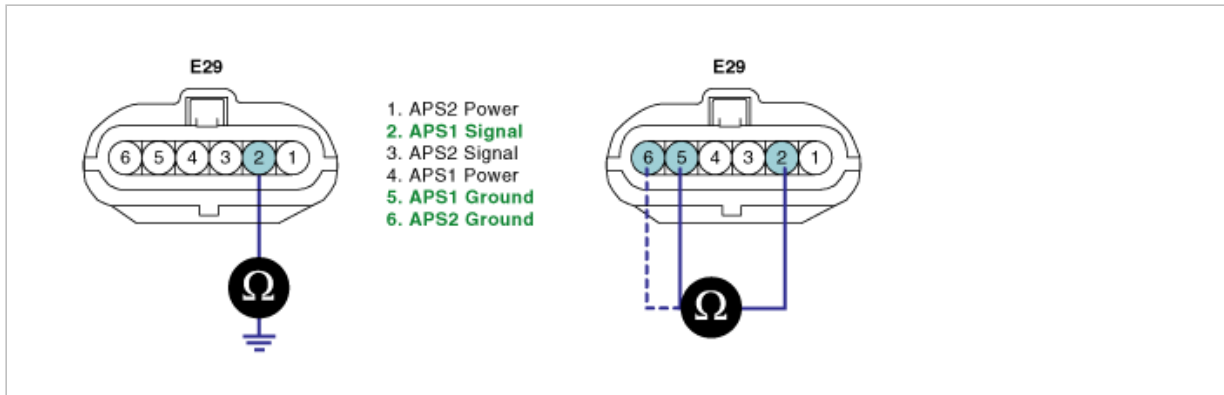 E29
6 5 4 3 2 1
Ω
1. APS2 Power
2. APS1 Signal
3. APS2 Signal
4. APS1 Power
5. APS1 Ground
6. APS2 Ground
E29
6 5 4 3 2 1
Ω